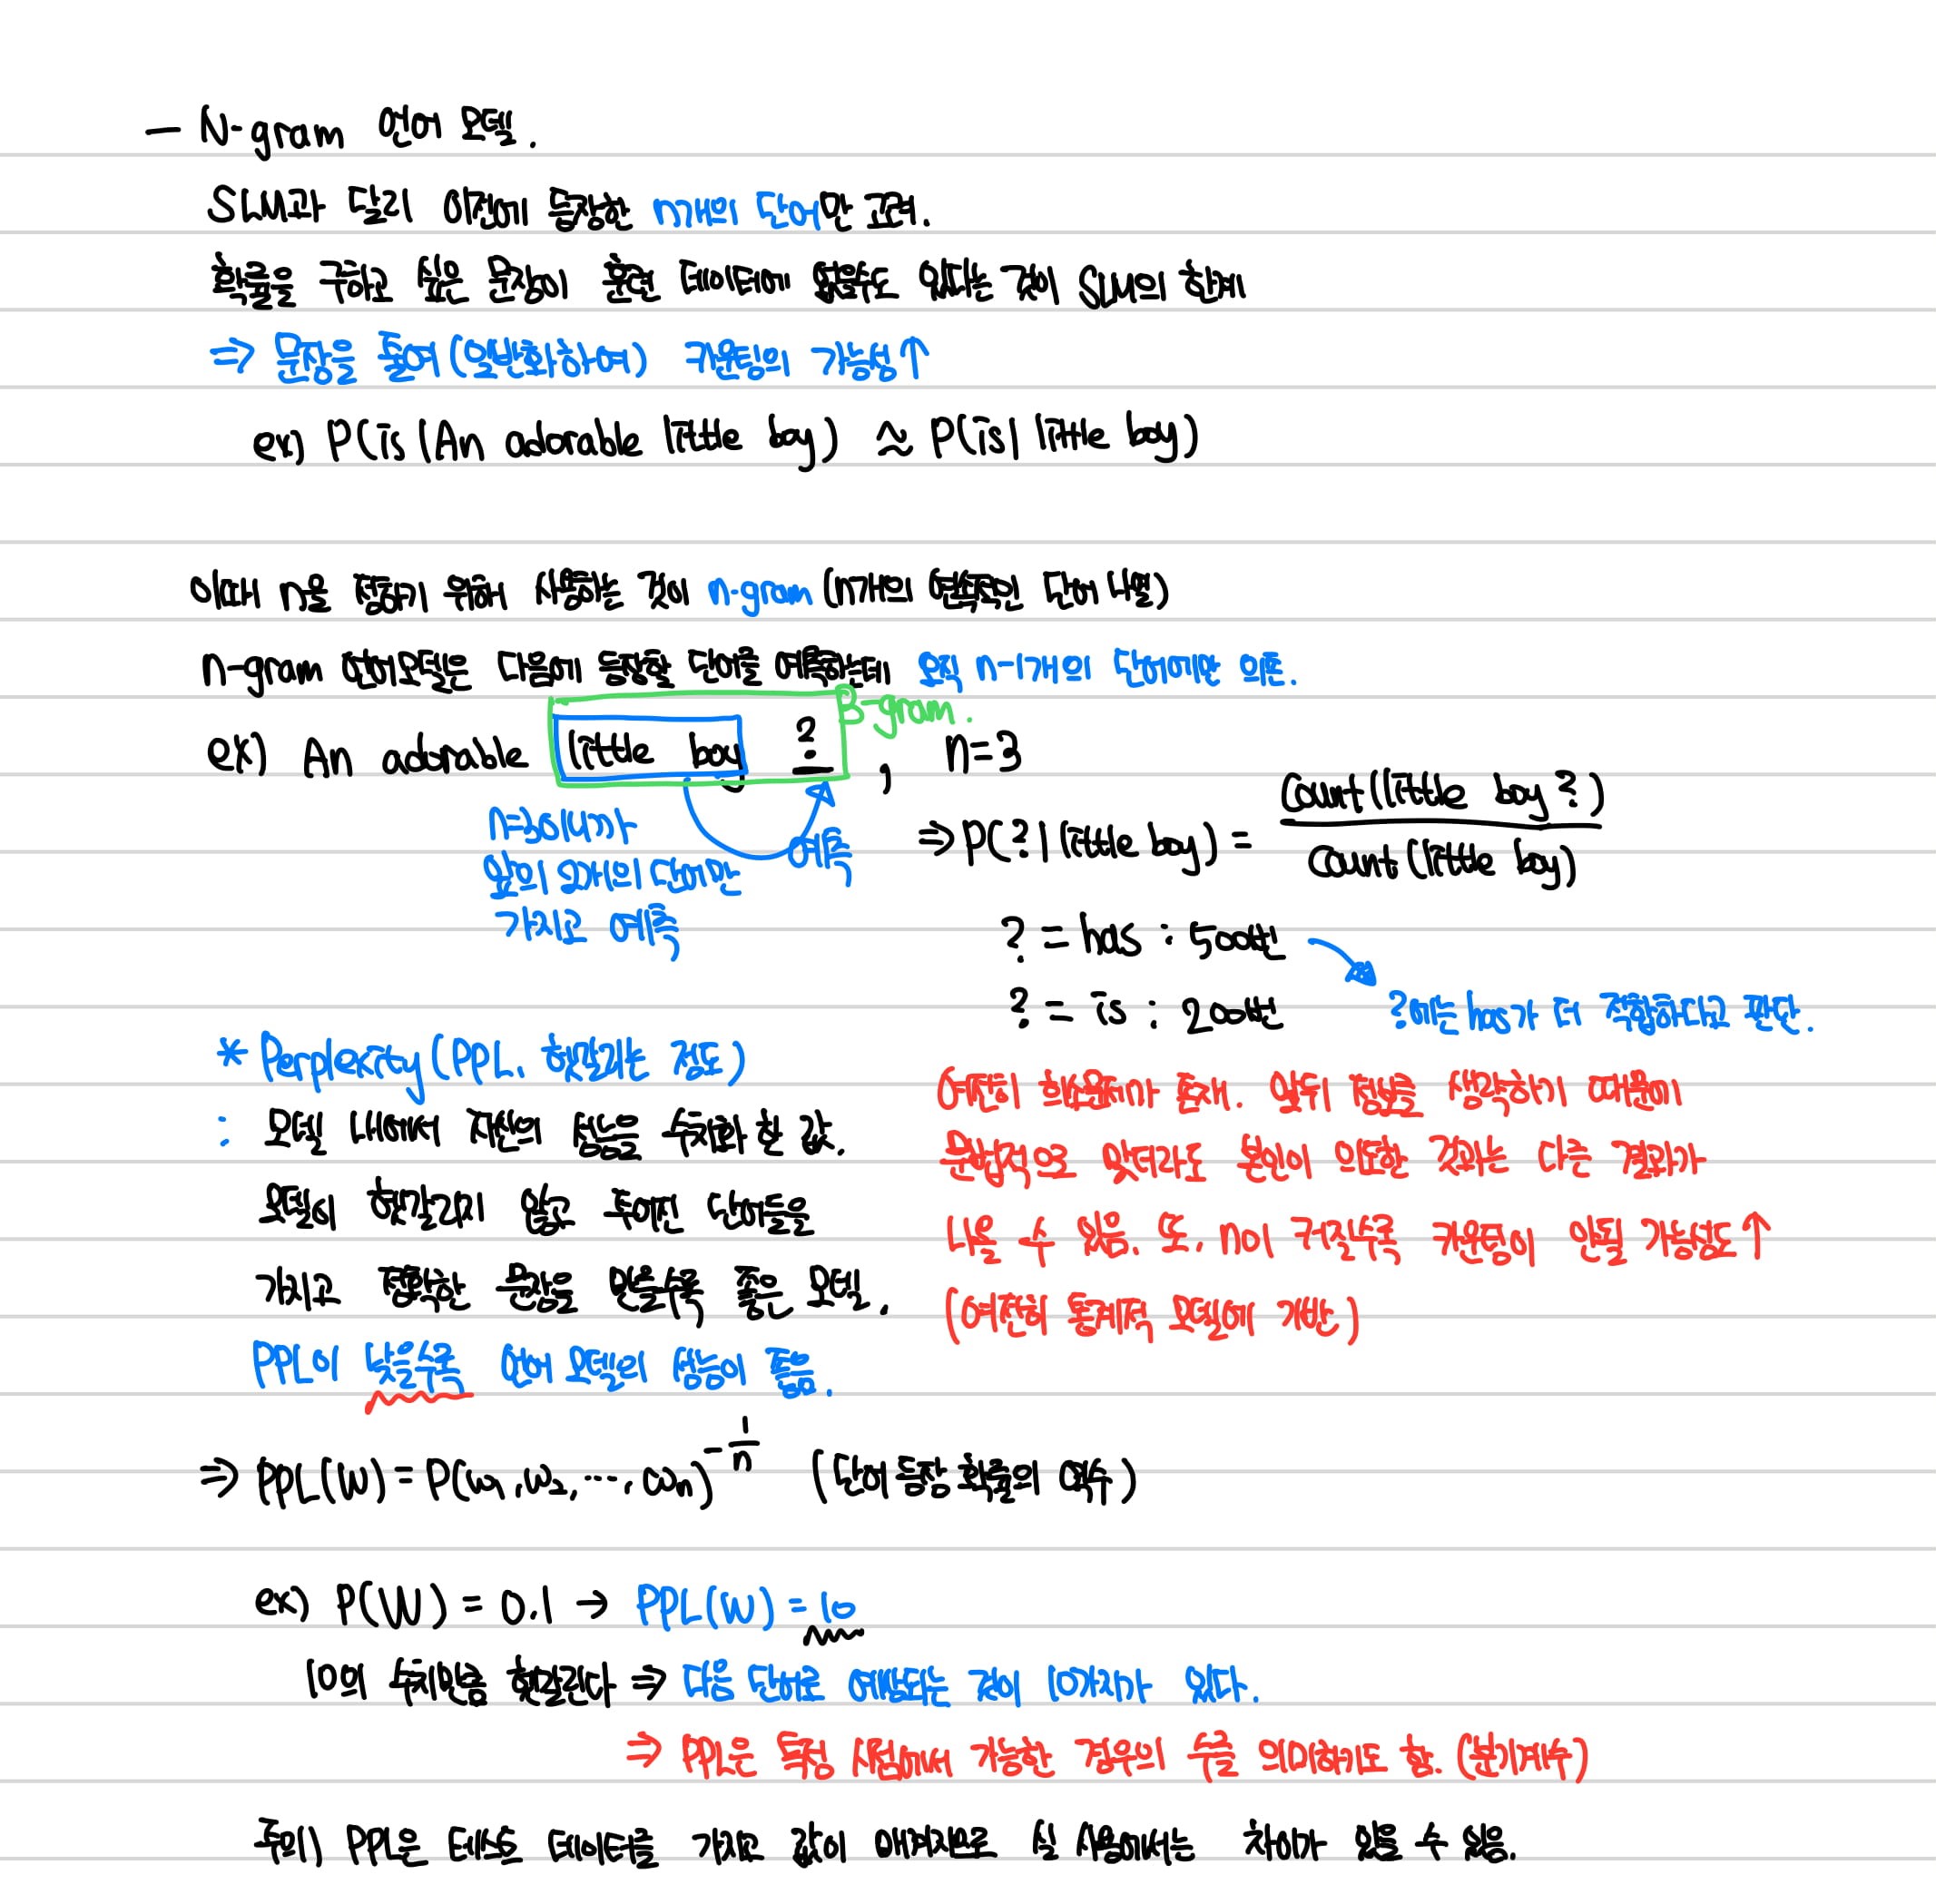 — N-gram 언어 모델.
SLM과 달리 이전에 등장한 n개의 단어만 고려.
확률을 구하고 싶은 문장이 훈련 데이터에 없을수도 있다는 것이 SLM의 한계
⇒ 문장을 줄여(일반화하여) 카운팅의 가능성↑
ex) P(is|An adorable little boy) ≈ P(is|little boy)
이때 n을 정하기 위해 사용하는 것이 n-gram (n개의 연속적인 단어 나열)
n-gram 언어모델은 다음에 등장할 단어를 예측하는데 오직 n-1개의 단어에만 의존.
3-gram.
ex) An adorable little boy ? , n=3
n=3이니까
앞의 2개의 단어만
가지고 예측
예측
⇒ P(?|little boy) = count(little boy ?) / count(little boy)
? = has : 500번
? = is : 200번
?에는 has가 더 적합하다고 판단.
여전히 희소문제가 존재. 앞뒤 정보를 생략하기 때문에
문법적으로 맞더라도 본인이 의도한 것과는 다른 결과가
나올 수 있음. 또, n이 커질수록 카운팅이 안될 가능성도↑
(여전히 통계적 모델에 기반)
* Perplexity (PPL, 헷갈리는 정도)
: 모델 내에서 자신의 성능을 수치화 한 값.
모델이 헷갈리지 않고 주어진 단어들을
가지고 정확한 문장을 만들수록 좋은 모델.
PPL이 낮을수록 언어 모델의 성능이 좋음.
⇒ PPL(W) = P(w₁, w₂, ···, wₙ)^(-1/n) (단어 등장 확률의 역수)
ex) P(W) = 0.1 → PPL(W) = 10
10의 수치만큼 헷갈린다 ⇒ 다음 단어로 예상되는 것이 10가지가 있다.
⇒ PPL은 특정 시점에서 가능한 경우의 수를 의미하기도 함. (분기계수)
주의) PPL은 테스트 데이터를 가지고 값이 매겨지므로 실 사용에서는 차이가 있을 수 있음.